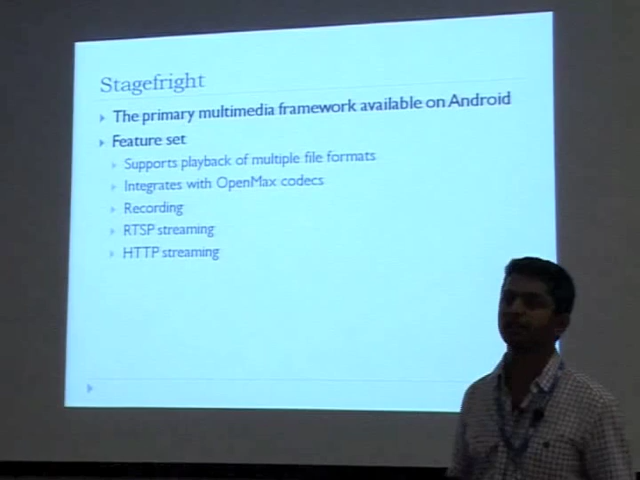 Stagefright
The primary multimedia framework available on Android
Feature set
Supports playback of multiple file formats
Integrates with OpenMax codecs
Recording
RTSP streaming
HTTP streaming